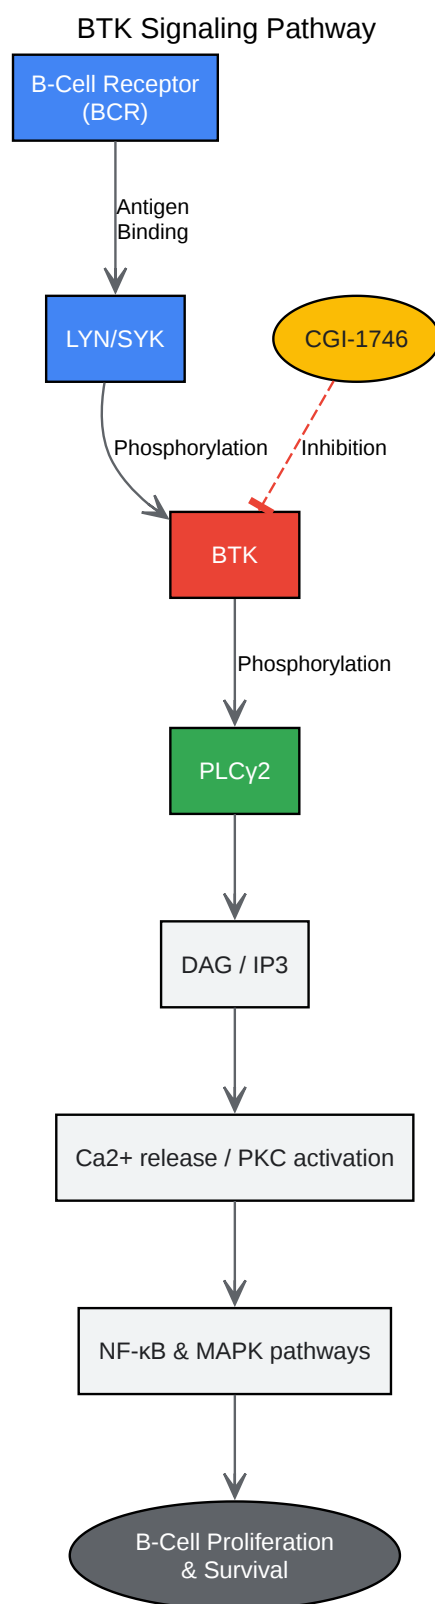 BTK Signaling Pathway
B-Cell Receptor
(BCR)
Antigen
Binding
LYN/SYK
CGI-1746
Phosphorylation
Inhibition
BTK
Phosphorylation
PLCγ2
DAG / IP3
Ca2+ release / PKC activation
NF-κB & MAPK pathways
B-Cell Proliferation
& Survival